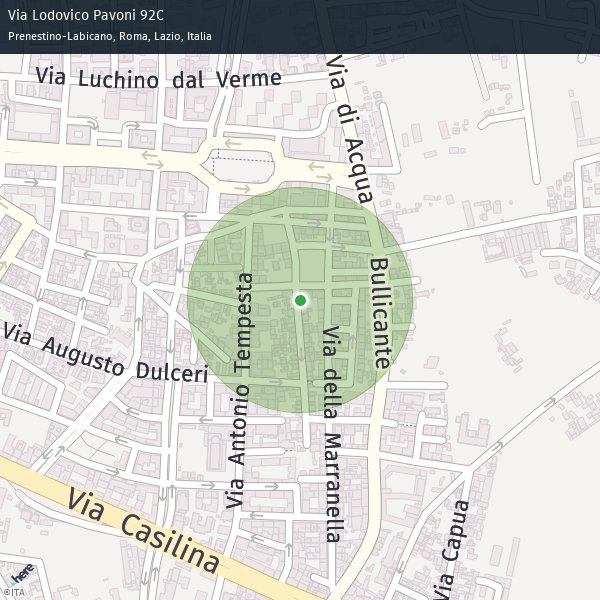 Via Lodovico Pavoni 92C
Prenestino-Labicano, Roma, Lazio, Italia
Via Luchino dal Verme
Via di Acqua
Bullicante
Via Antonio Tempesta
Via della Marranella
Via Augusto Dulceri
Via Casilina
Via Capua
here
©ITA